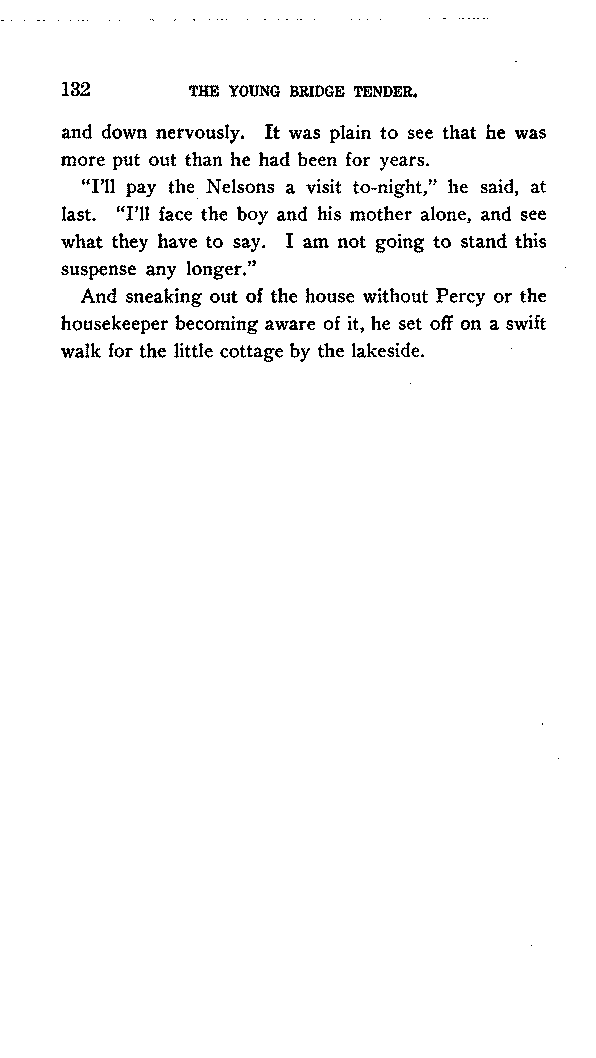 132 THE YOUNG BRIDGE TENDER.
and down nervously. It was plain to see that he was
more put out than he had been for years.
"I'll pay the Nelsons a visit to-night," he said, at
last. "I'll face the boy and his mother alone, and see
what they have to say. I am not going to stand this
suspense any longer."
And sneaking out of the house without Percy or the
housekeeper becoming aware of it, he set off on a swift
walk for the little cottage by the lakeside.